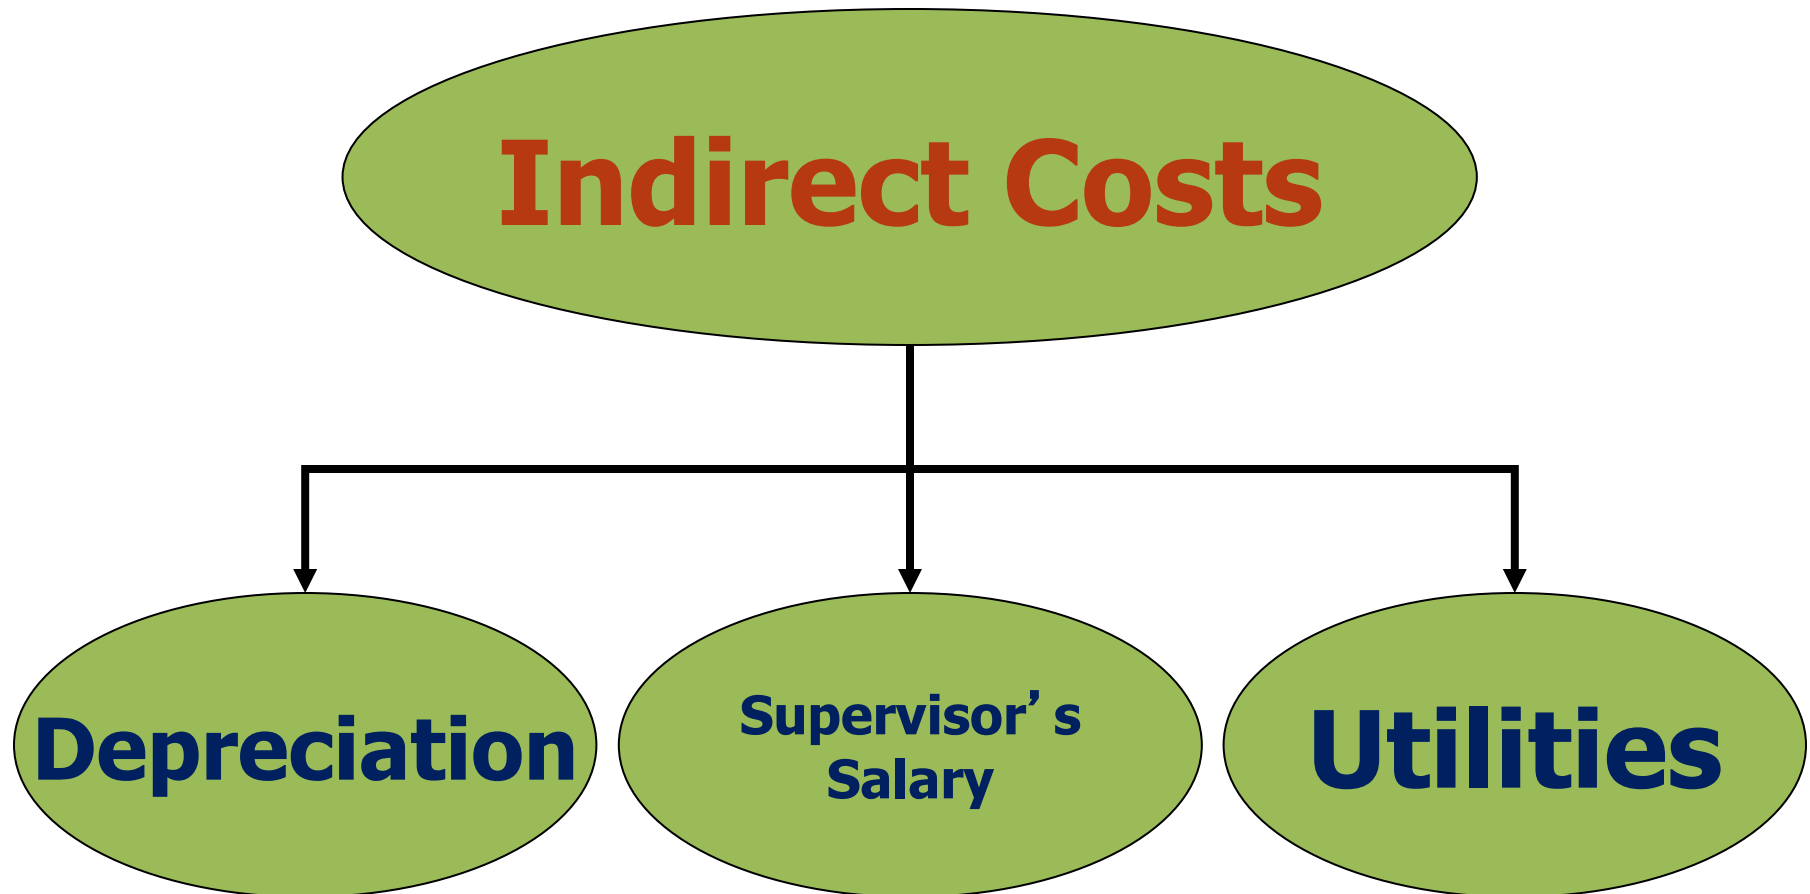 Indirect Costs
Depreciation
Supervisor’s
Salary
Utilities